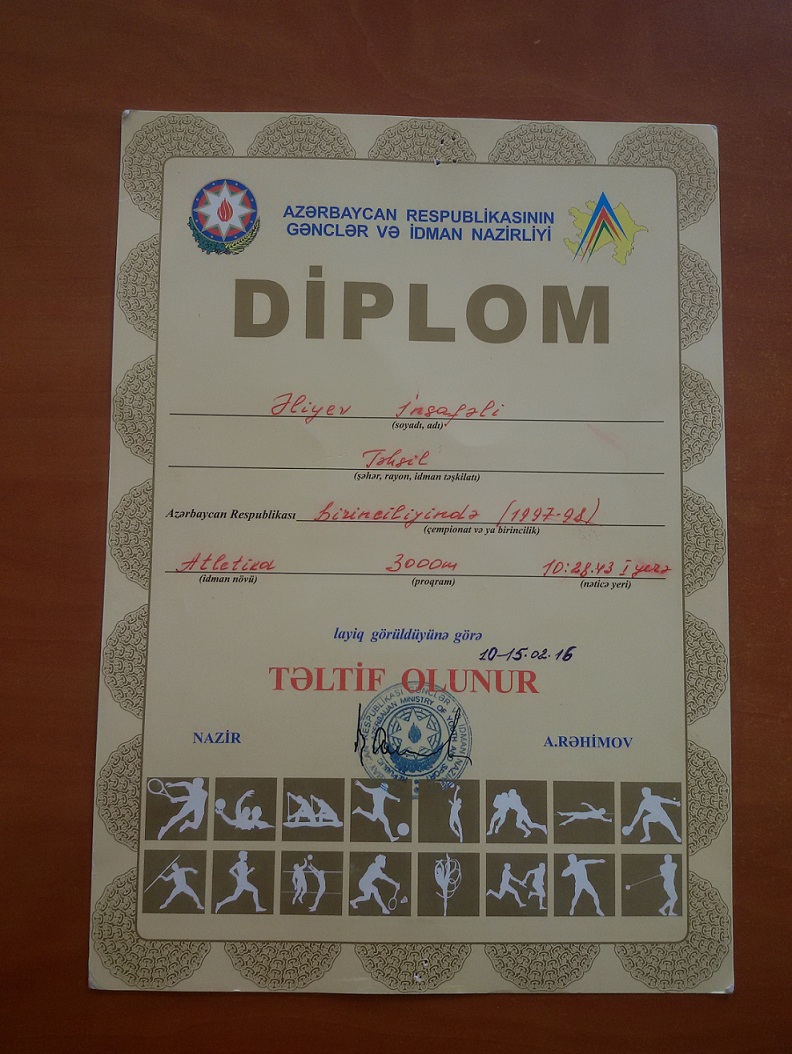 AZƏRBAYCAN RESPUBLİKASININ
GƏNCLƏR VƏ İDMAN NAZİRLİYİ
DİPLOM
Əliyev İnsafəli
(soyadı, adı)
Təhsil
(şəhər, rayon, idman təşkilatı)
Azərbaycan Respublikası birinciliyində (1997-98)
(çempionat və ya birincilik)
Atletika 3000m 10:28.43 I yerə
(idman növü) (proqram) (nəticə yeri)
layiq görüldüyünə görə
10-15.02.16
TƏLTİF OLUNUR
NAZİR A.RƏHİMOV